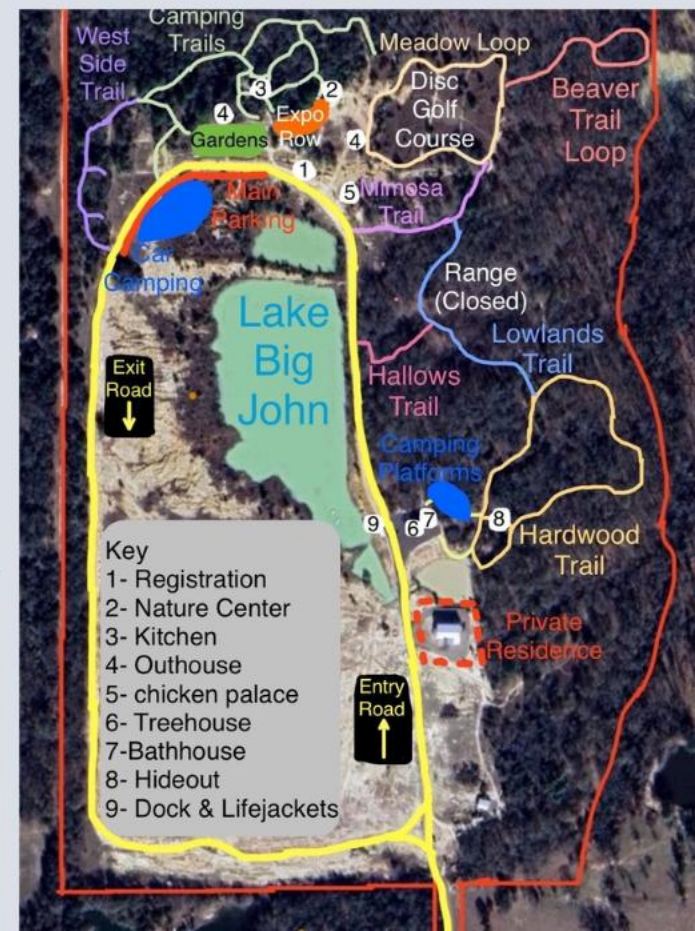 Camping
Trails
West
Side
Trail
Meadow Loop
Disc
Golf
Course
Beaver
Trail
Loop
3
2
4
Expo
Row
4
Gardens
1
5
Mimosa
Trail
Main
Parking
Car
Camping
Range
(Closed)
Lake
Big
John
Lowlands
Trail
Exit
Road
Hallows
Trail
Camping
Platforms
9
6
7
8
Hardwood
Trail
Key
1- Registration
2- Nature Center
3- Kitchen
4- Outhouse
5- chicken palace
6- Treehouse
7-Bathhouse
8- Hideout
9- Dock & Lifejackets
Private
Residence
Entry
Road